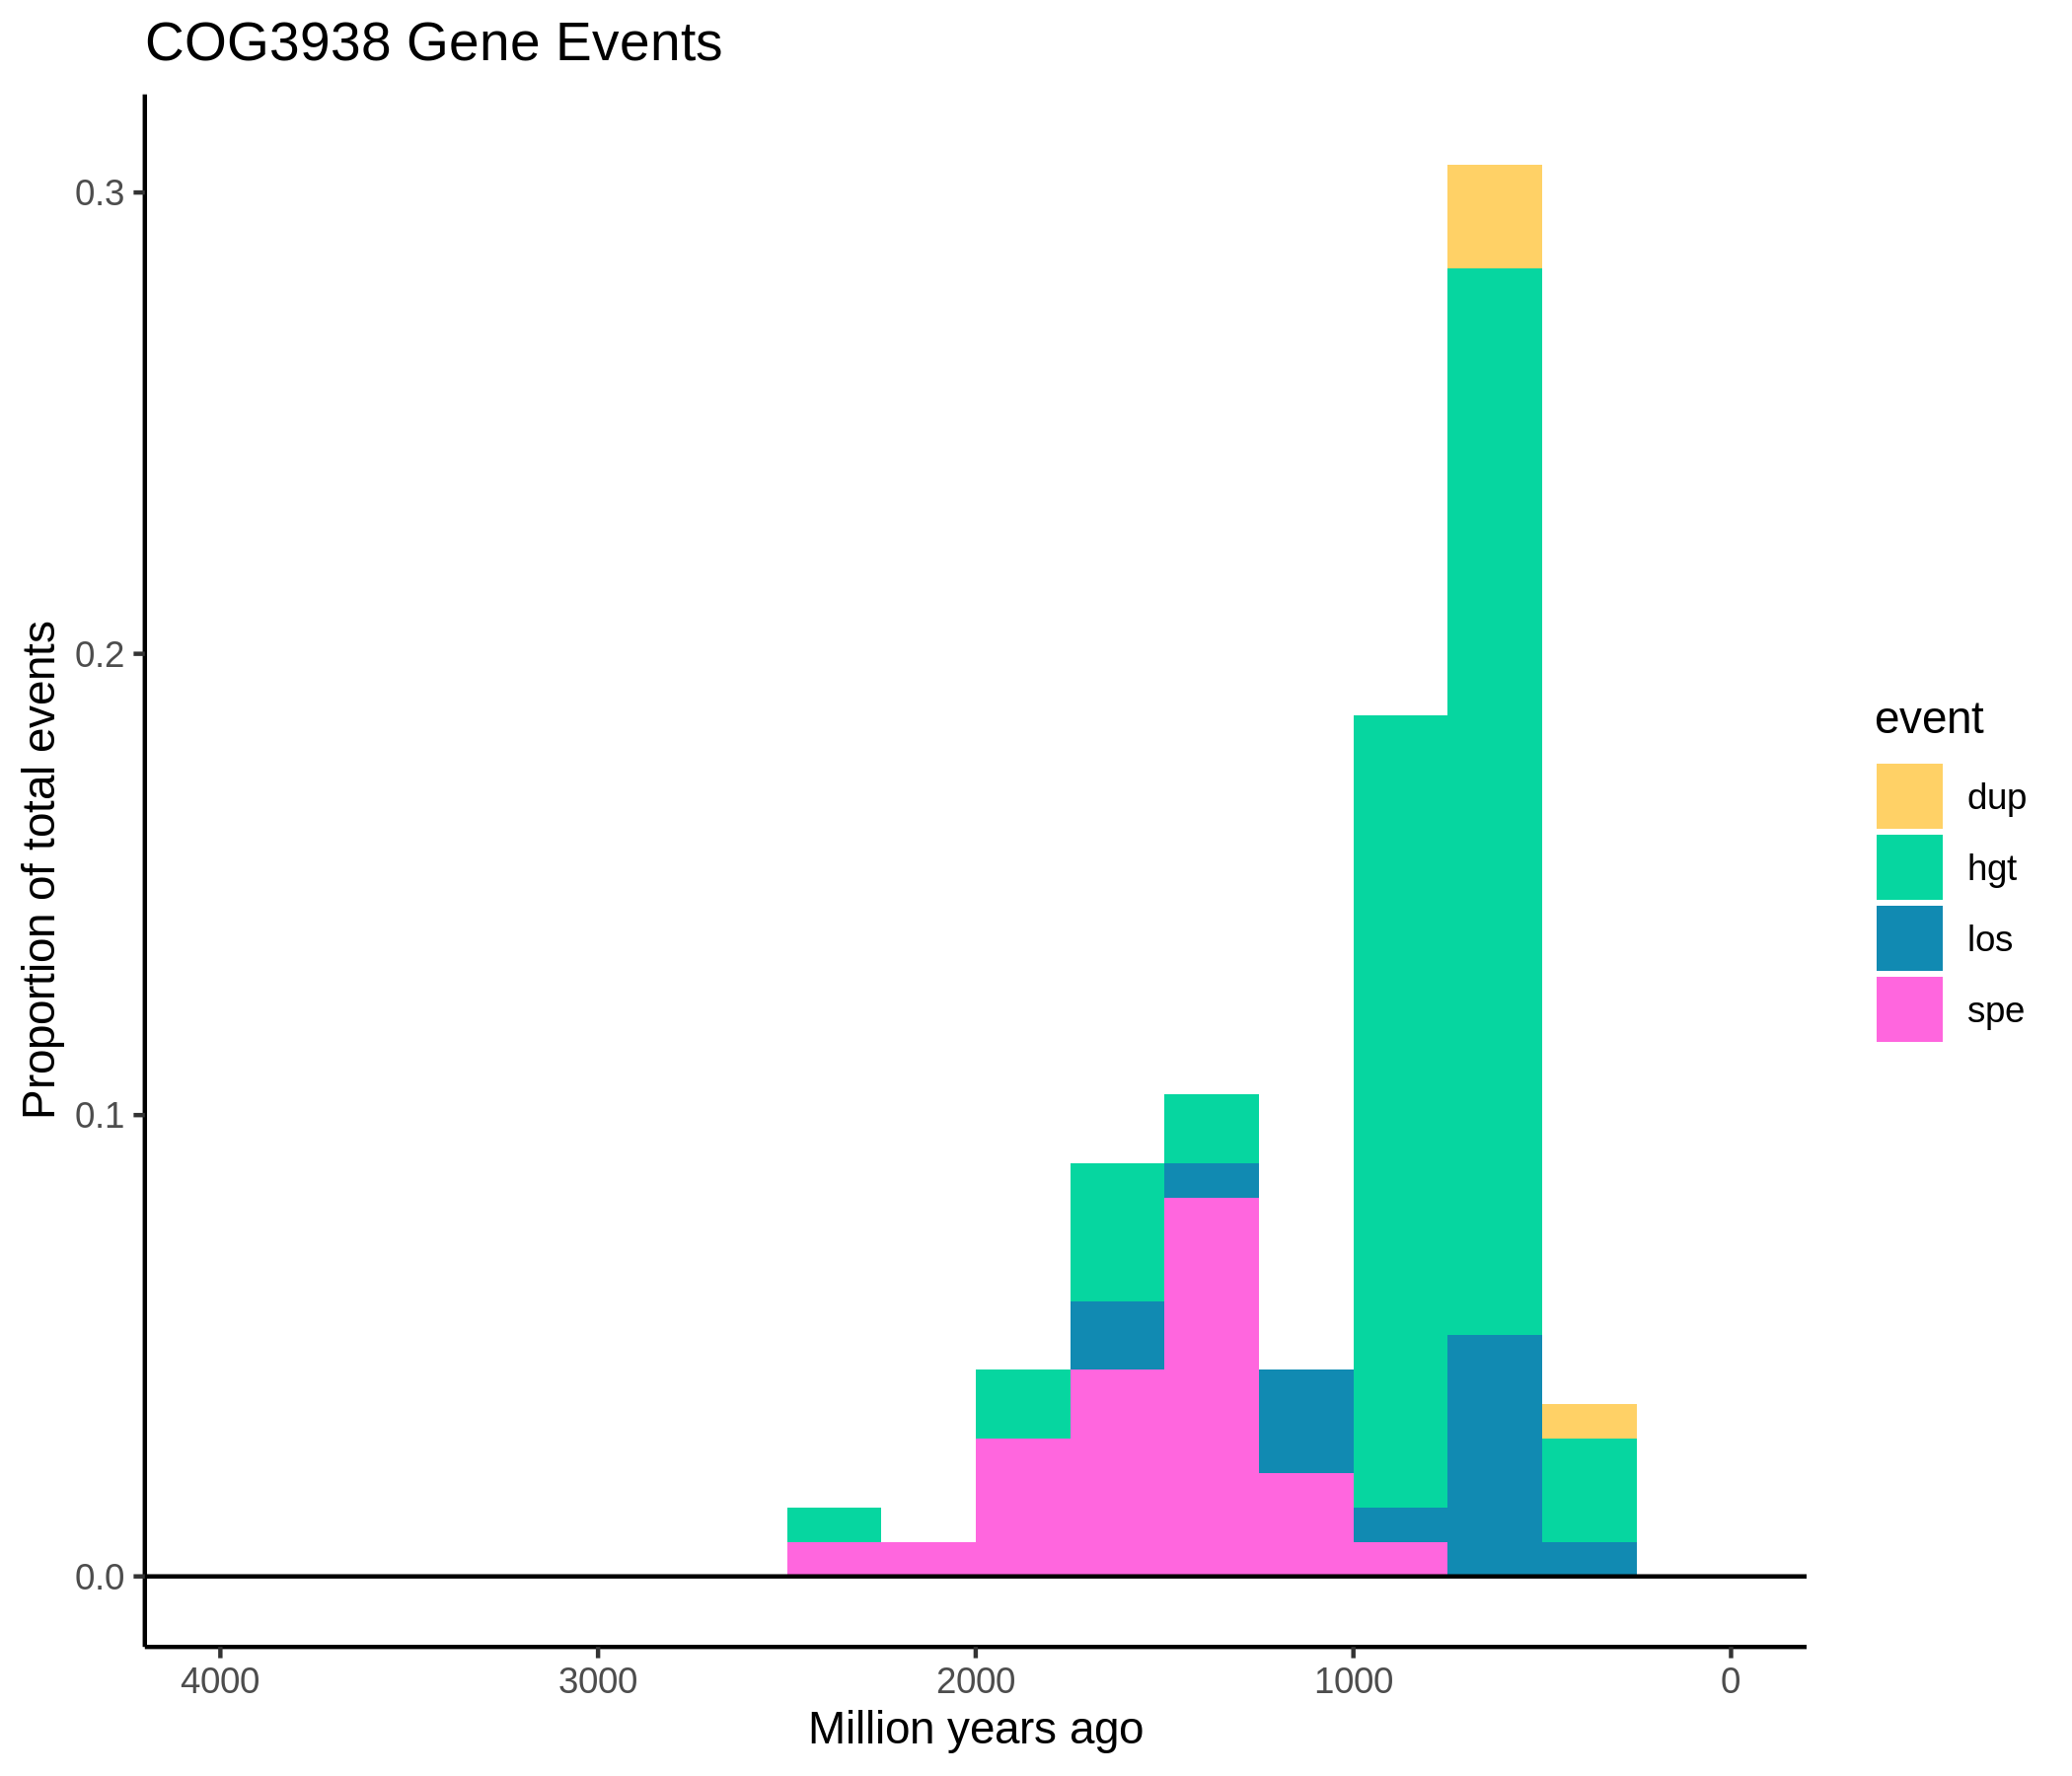 COG3938 Gene Events
Proportion of total events
0.3
0.2
0.1
0.0
4000 3000 2000 1000 0
Million years ago
event
dup
hgt
los
spe